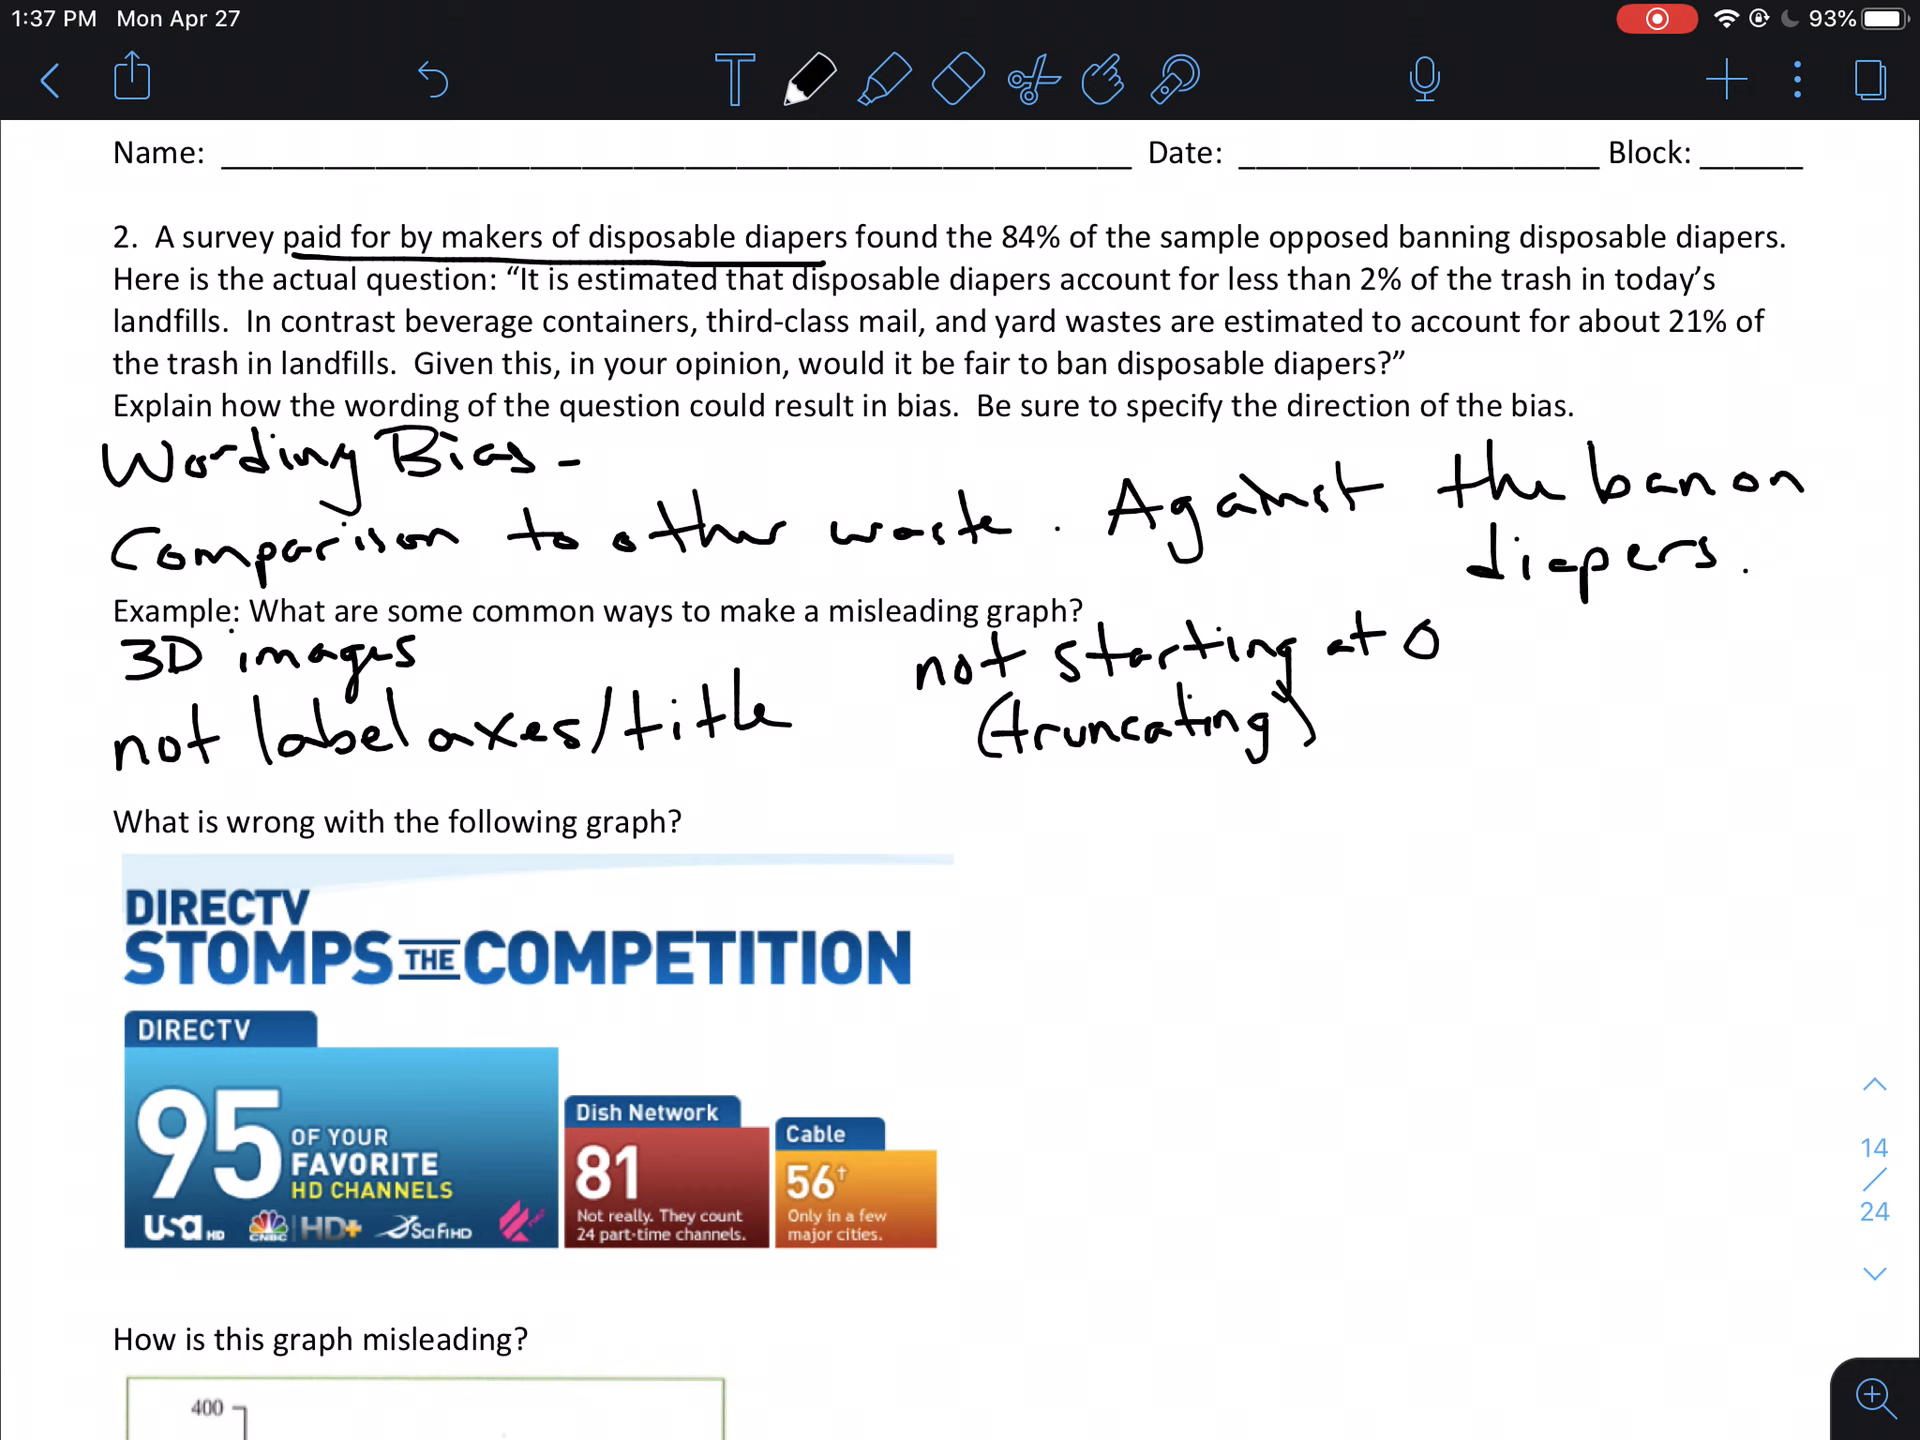 1:37 PM Mon Apr 27
93%
Name: Date: Block:
2. A survey paid for by makers of disposable diapers found the 84% of the sample opposed banning disposable diapers.
Here is the actual question: “It is estimated that disposable diapers account for less than 2% of the trash in today’s
landfills. In contrast beverage containers, third-class mail, and yard wastes are estimated to account for about 21% of
the trash in landfills. Given this, in your opinion, would it be fair to ban disposable diapers?”
Explain how the wording of the question could result in bias. Be sure to specify the direction of the bias.
Wording Bias -
Comparison to other waste. Against the ban on
diapers.
Example: What are some common ways to make a misleading graph?
3D images
not starting at 0
not label axes/title
(truncating)
What is wrong with the following graph?
DIRECTV
STOMPS THE COMPETITION
DIRECTV
95 OF YOUR FAVORITE HD CHANNELS
USA HD CNBC HD+ SCI FI HD
Dish Network
81
Not really. They count
24 part-time channels.
Cable
56†
Only in a few
major cities.
14
/
24
How is this graph misleading?
400